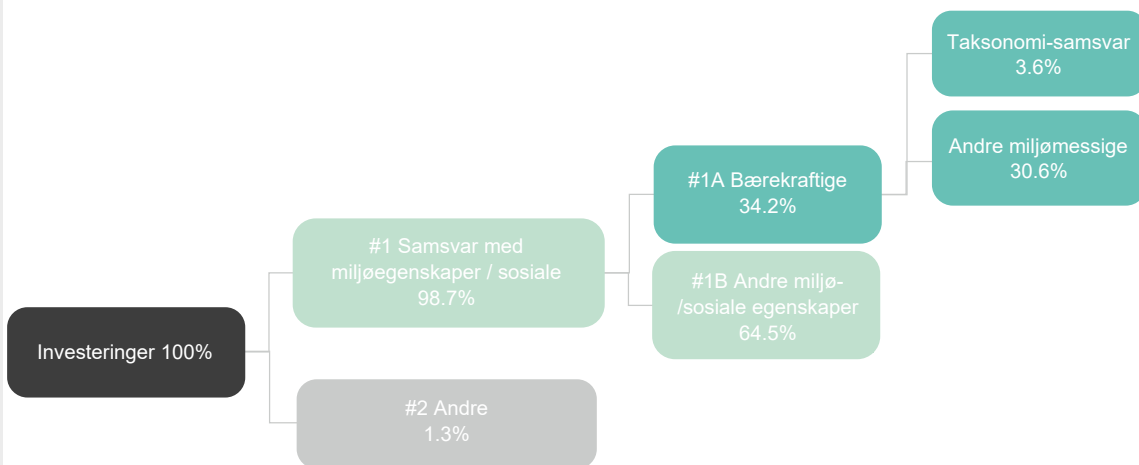 Taksonomi-samsvar
3.6%
Andre miljømessige
30.6%
#1A Bærekraftige
34.2%
#1 Samsvar med
miljøegenskaper / sosiale
98.7%
#1B Andre miljø-
/sosiale egenskaper
64.5%
Investeringer 100%
#2 Andre
1.3%